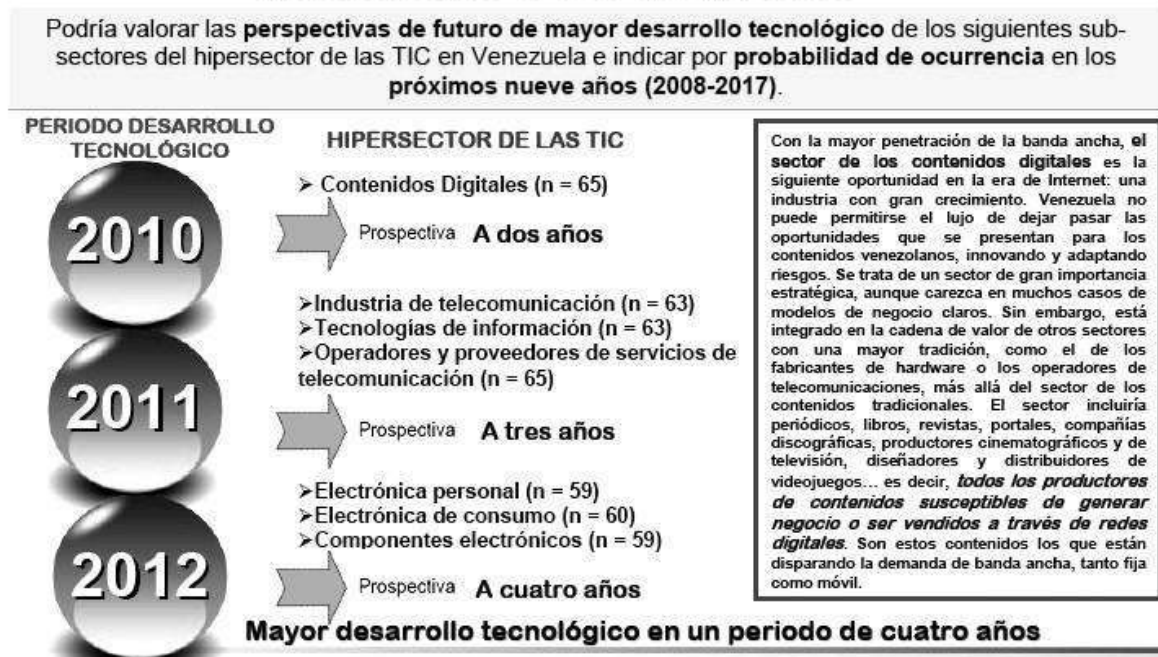 Podría valorar las perspectivas de futuro de mayor desarrollo tecnológico de los siguientes sub-
sectores del hipersector de las TIC en Venezuela e indicar por probabilidad de ocurrencia en los
próximos nueve años (2008-2017).
PERIODO DESARROLLO
TECNOLÓGICO
HIPERSECTOR DE LAS TIC
2010
➤ Contenidos Digitales (n = 65)
Prospectiva A dos años
2011
➤Industria de telecomunicación (n = 63)
➤Tecnologías de información (n = 63)
➤Operadores y proveedores de servicios de
telecomunicación (n = 65)
Prospectiva A tres años
2012
➤Electrónica personal (n = 59)
➤Electrónica de consumo (n = 60)
➤Componentes electrónicos (n = 59)
Prospectiva A cuatro años
Con la mayor penetración de la banda ancha, el
sector de los contenidos digitales es la
siguiente oportunidad en la era de Internet: una
industria con gran crecimiento. Venezuela no
puede permitirse el lujo de dejar pasar las
oportunidades que se presentan para los
contenidos venezolanos, innovando y adaptando
riesgos. Se trata de un sector de gran importancia
estratégica, aunque carezca en muchos casos de
modelos de negocio claros. Sin embargo, está
integrado en la cadena de valor de otros sectores
con una mayor tradición, como el de los
fabricantes de hardware o los operadores de
telecomunicaciones, más allá del sector de los
contenidos tradicionales. El sector incluiría
periódicos, libros, revistas, portales, compañías
discográficas, productores cinematográficos y de
televisión, diseñadores y distribuidores de
videojuegos... es decir, todos los productores
de contenidos susceptibles de generar
negocio o ser vendidos a través de redes
digitales. Son estos contenidos los que están
disparando la demanda de banda ancha, tanto fija
como móvil.
Mayor desarrollo tecnológico en un periodo de cuatro años